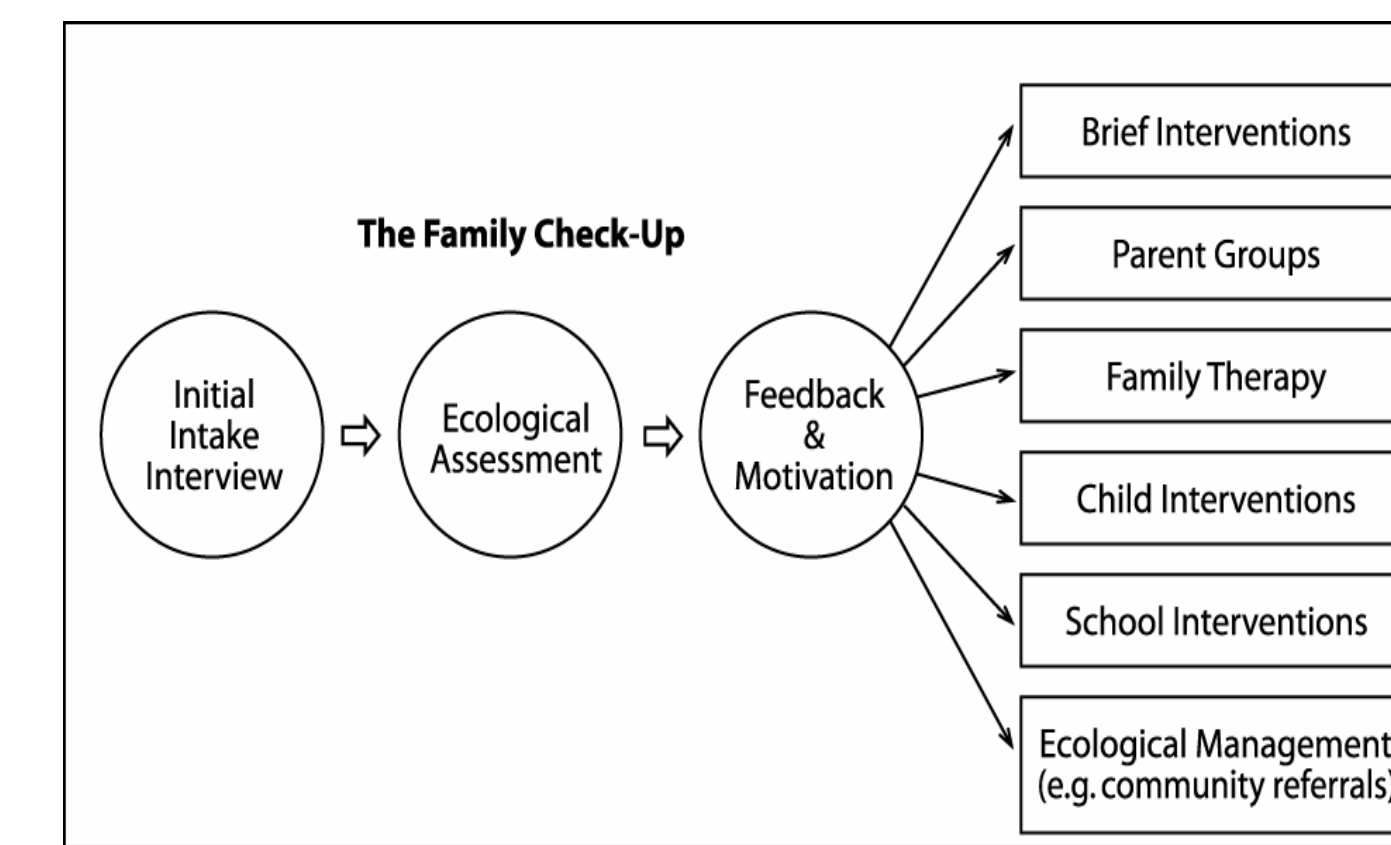 The Family Check-Up
Initial
Intake
Interview
Ecological
Assessment
Feedback
&
Motivation
Brief Interventions
Parent Groups
Family Therapy
Child Interventions
School Interventions
Ecological Management
(e.g. community referrals)